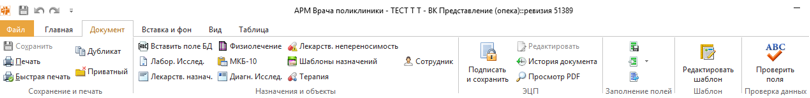 АРМ Врача поликлиники - ТЕСТ Т Т - ВК Представление (опека)::ревизия 51389
Файл Главная Документ Вставка и фон Вид Таблица
Сохранить
Печать
Быстрая печать
Дубликат
Приватный
Сохранение и печать
Вставить поле БД
Лабор. Исслед.
Лекарств. назнач.
Физиолечение
МКБ-10
Диагн. Исслед.
Лекарств. непереносимость
Шаблоны назначений
Терапия
Сотрудник
Назначения и объекты
Подписать
и сохранить
Редактировать
История документа
Просмотр PDF
ЭЦП
Заполнение полей
Редактировать
шаблон
Шаблон
ABC
Проверить
поля
Проверка данных